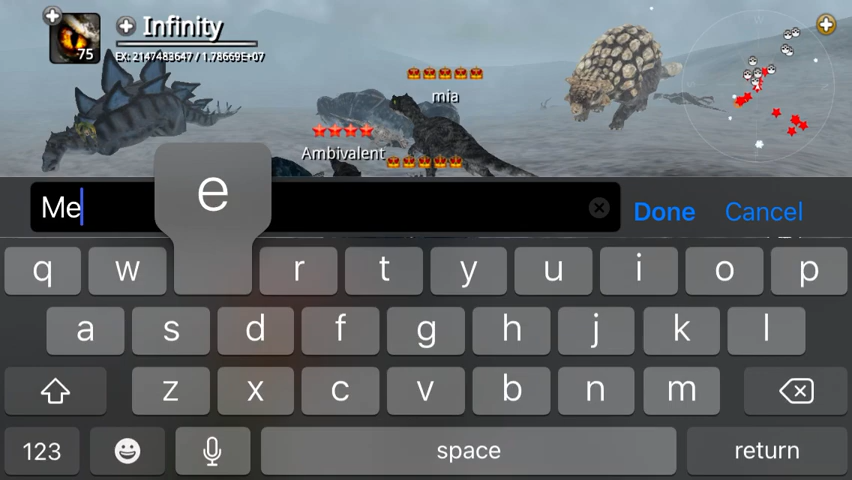 Infinity
75
EX: 2147483647 / 1.78669E+07
mia
Ambivalent
W
Me
e
Done Cancel
q w r t y u i o p
a s d f g h j k l
z x c v b n m
123 space return